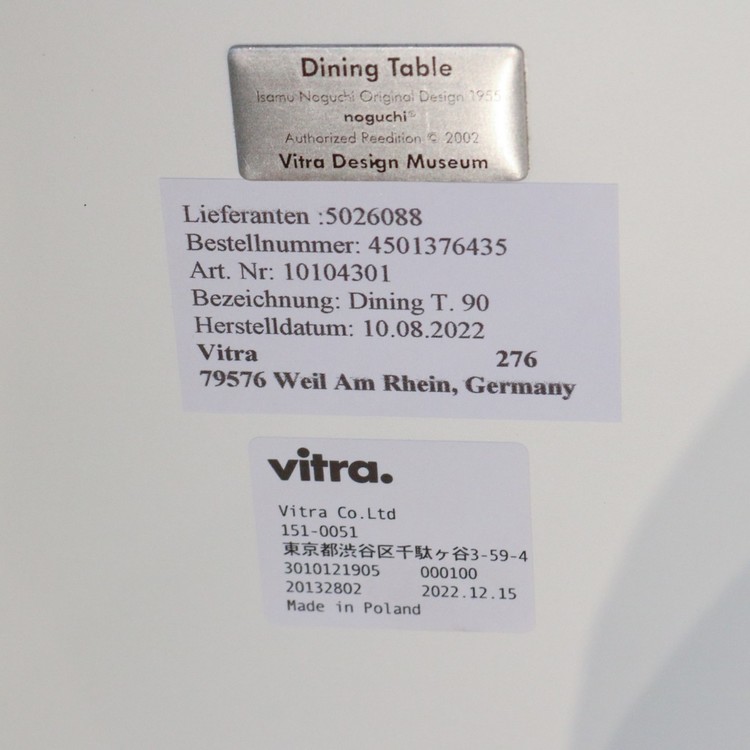 Dining Table
Isamu Noguchi Original Design 1955
noguchi®
Authorized Reedition © 2002
Vitra Design Museum
Lieferanten :5026088
Bestellnummer: 4501376435
Art. Nr: 10104301
Bezeichnung: Dining T. 90
Herstelldatum: 10.08.2022
Vitra 276
79576 Weil Am Rhein, Germany
vitra.
Vitra Co.Ltd
151-0051
東京都渋谷区千駄ヶ谷3-59-4
3010121905 000100
20132802 2022.12.15
Made in Poland